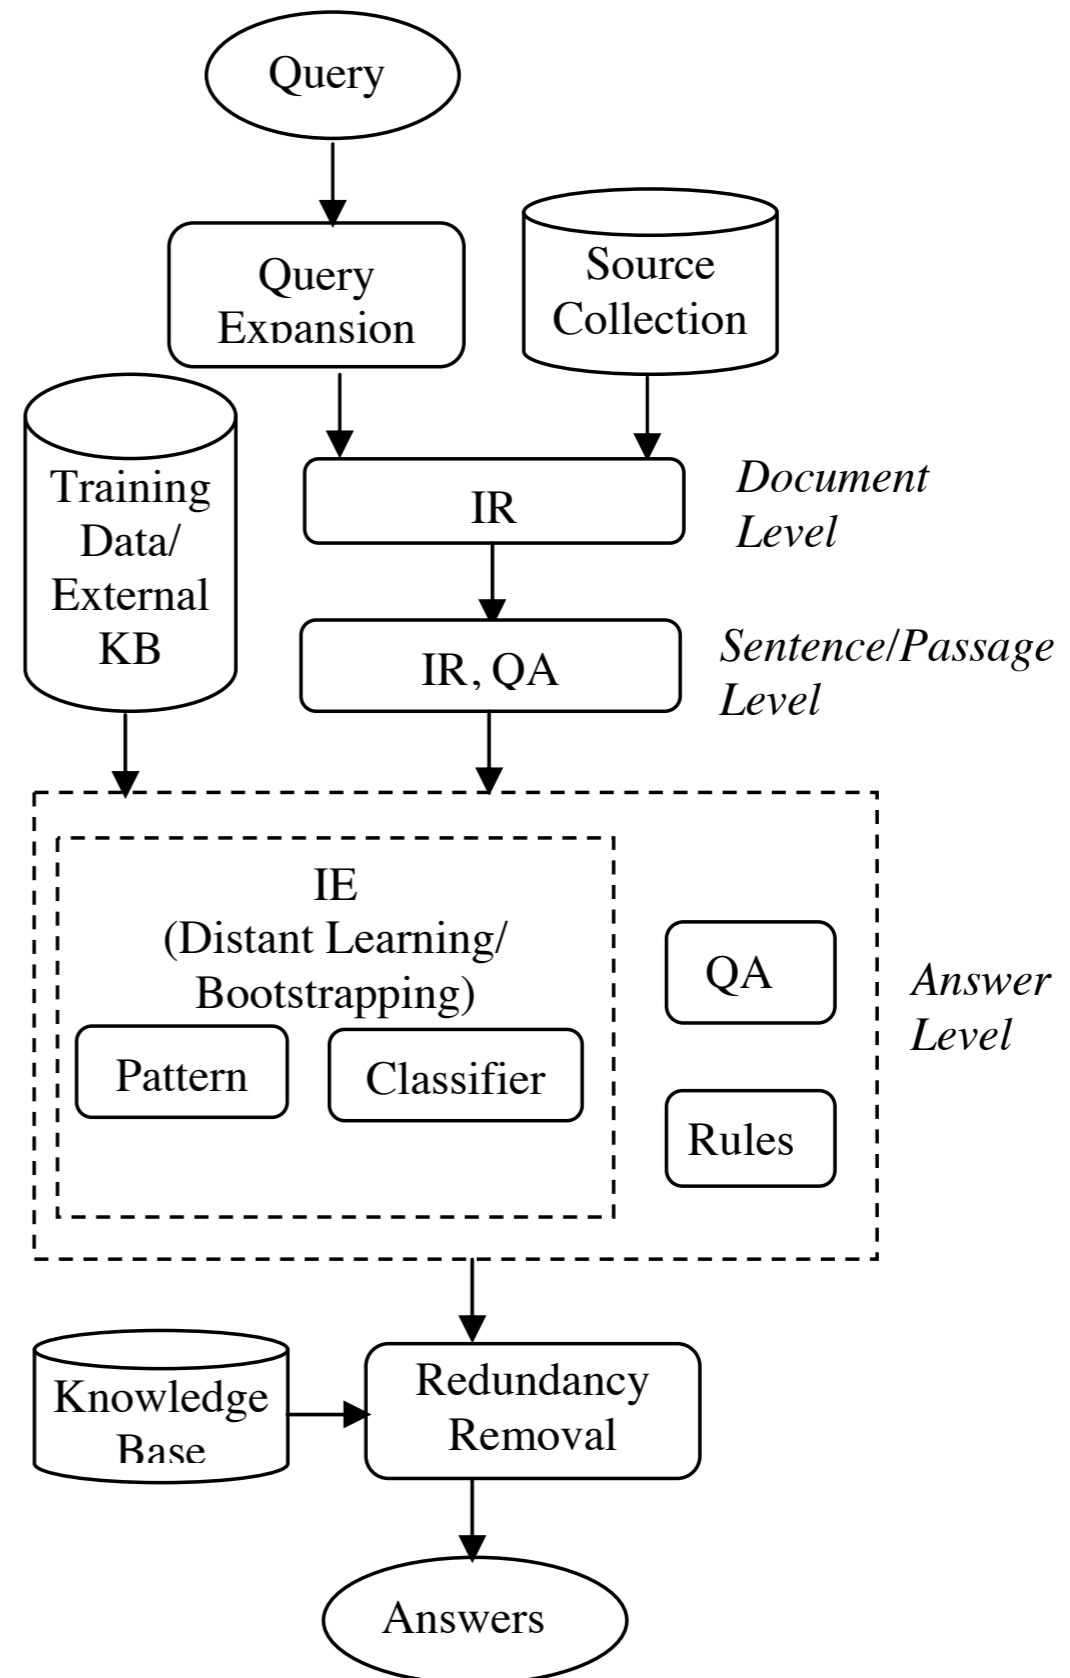 Query
Query
Expansion
Source
Collection
Training
Data/
External
KB
IR
Document
Level
IR, QA
Sentence/Passage
Level
IE
(Distant Learning/
Bootstrapping)
Pattern
Classifier
QA
Rules
Answer
Level
Knowledge
Base
Redundancy
Removal
Answers